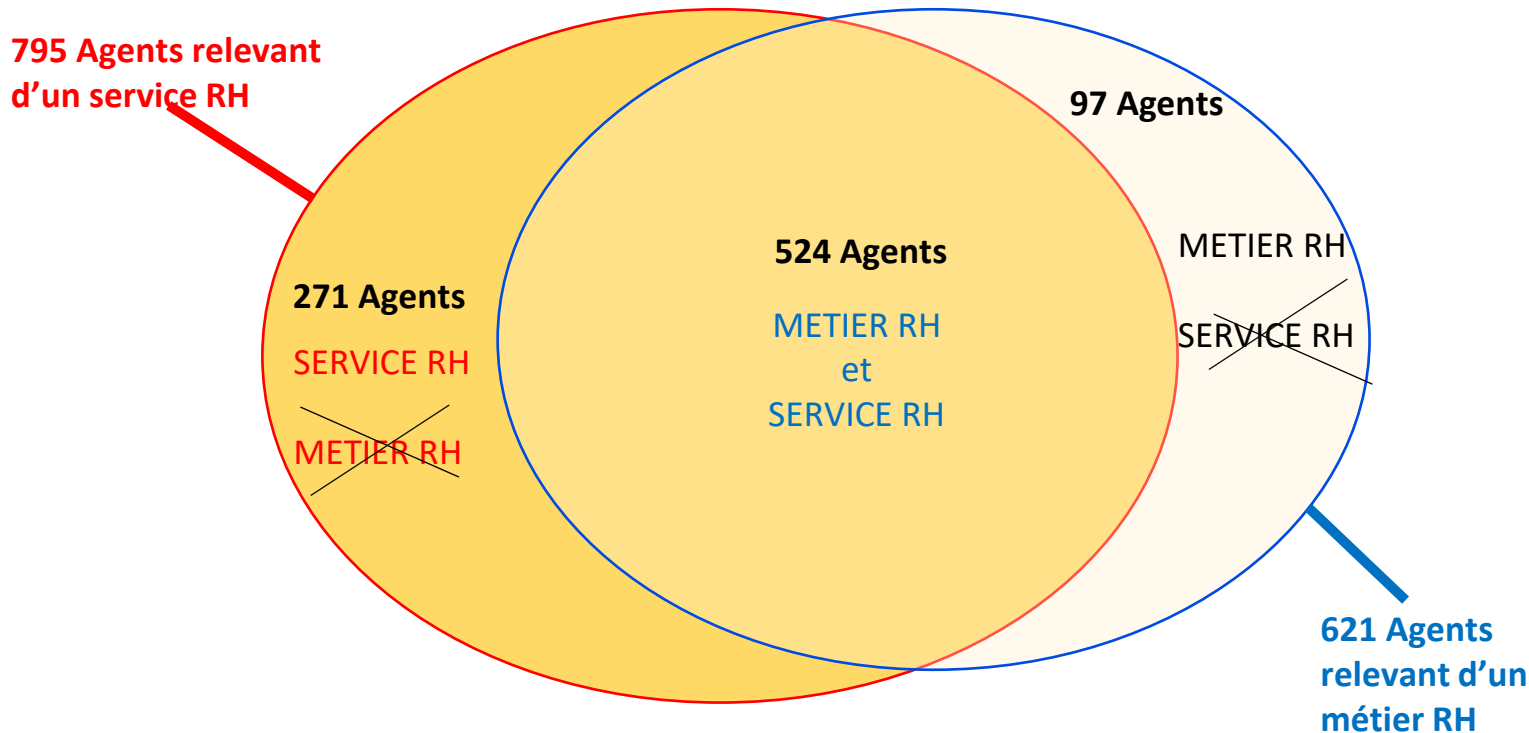 795 Agents relevant
d’un service RH
97 Agents
METIER RH
SERVICE RH
524 Agents
METIER RH
et
SERVICE RH
271 Agents
SERVICE RH
METIER RH
621 Agents
relevant d’un
métier RH